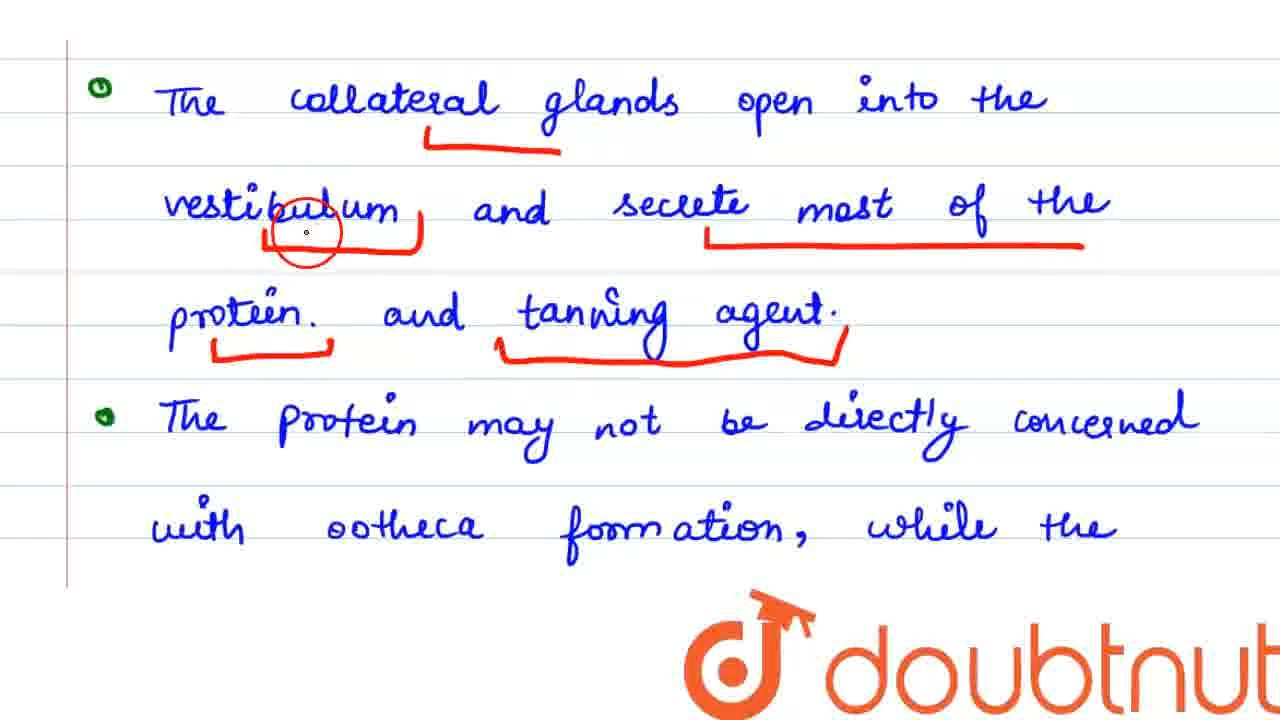 The collateral glands open into the
vestibulum and secrete most of the
protein. and tanning agent.
The protein may not be directly concerned
with ootheca formation, while the
doubtnut